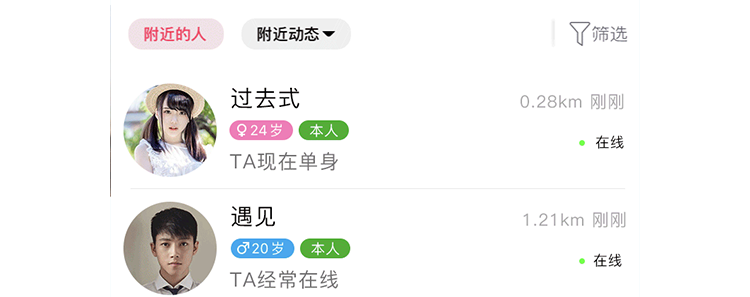 附近的人 附近动态 筛选
过去式 0.28km 刚刚
♀24岁 本人 在线
TA现在单身
遇见 1.21km 刚刚
♂20岁 本人 在线
TA经常在线